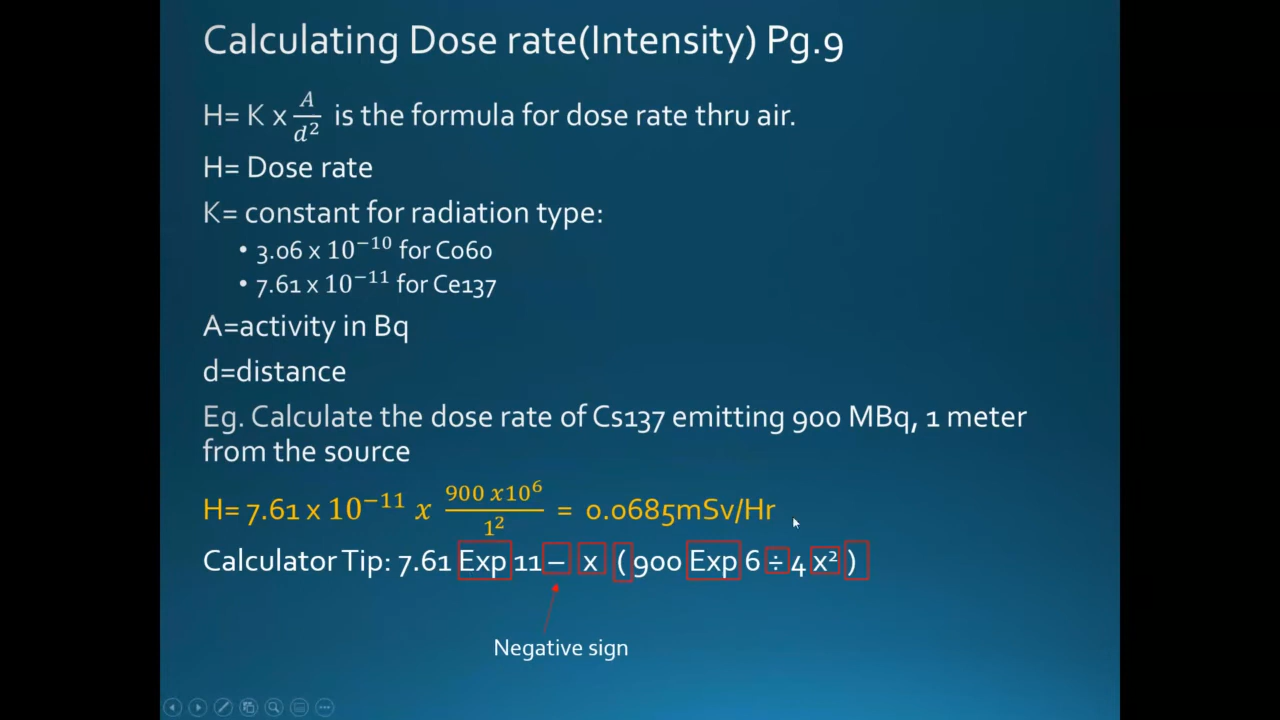 Calculating Dose rate(Intensity) Pg.9
H= K x A/d² is the formula for dose rate thru air.
H= Dose rate
K= constant for radiation type:
• 3.06 x 10⁻¹⁰ for Co60
• 7.61 x 10⁻¹¹ for Ce137
A=activity in Bq
d=distance
Eg. Calculate the dose rate of Cs137 emitting 900 MBq, 1 meter
from the source
H= 7.61 x 10⁻¹¹ x 900 x10⁶/1² = 0.0685mSv/Hr
Calculator Tip: 7.61 Exp 11 – x ( 900 Exp 6 ÷ 4 x² )
Negative sign